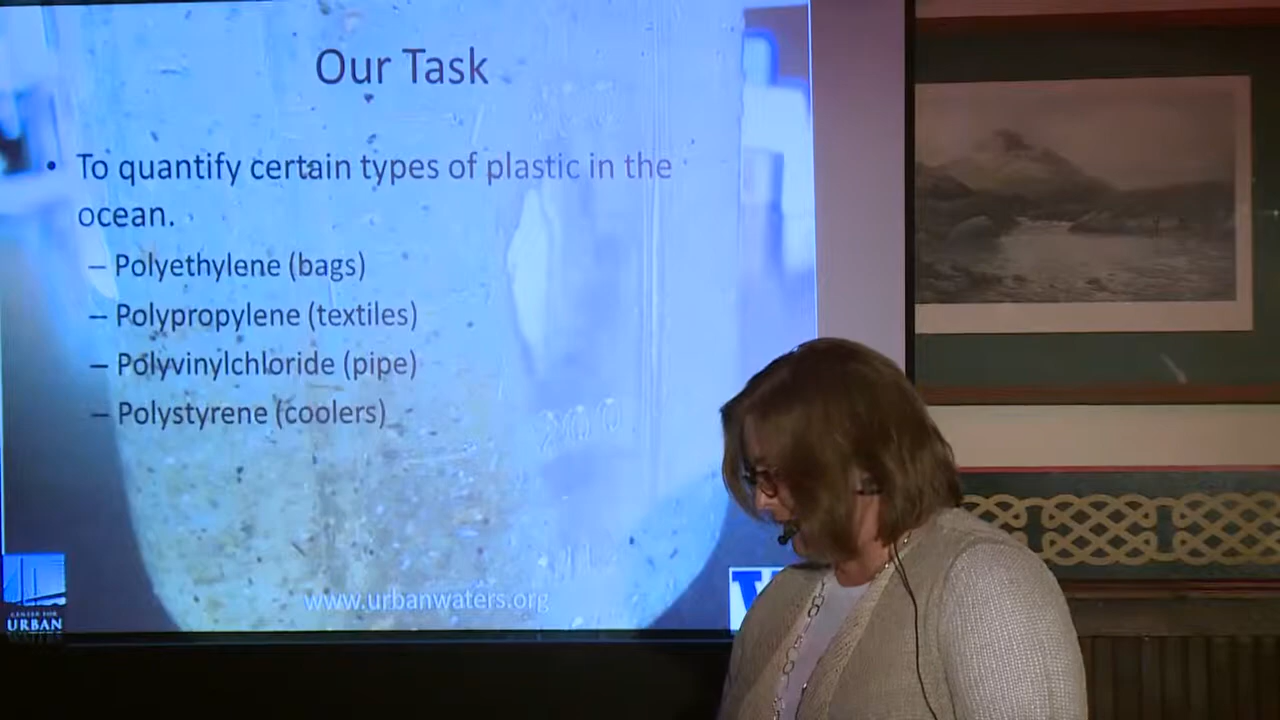 Our Task
• To quantify certain types of plastic in the
ocean.
– Polyethylene (bags)
– Polypropylene (textiles)
– Polyvinylchloride (pipe)
– Polystyrene (coolers)
200
www.urbanwaters.org
CENTER FOR
URBAN
WATERS
W